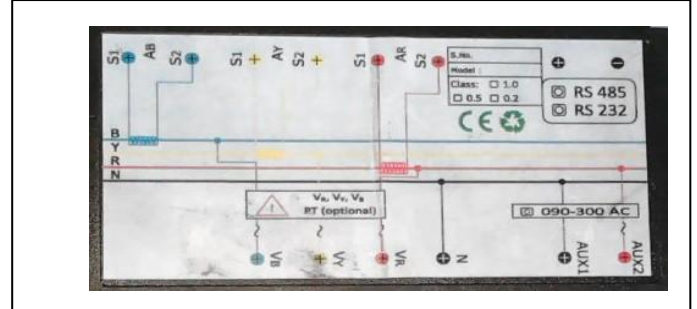 S1 AB S2 S1 AY S2 S1 AR S2
S.no.
Model :
Class: ☐ 1.0
☐ 0.5 ☐ 0.2
CE
RS 485
RS 232
B
Y
R
N
VR, VY, VB
PT (optional)
090-300 AC
VB VY VR N AUX1 AUX2